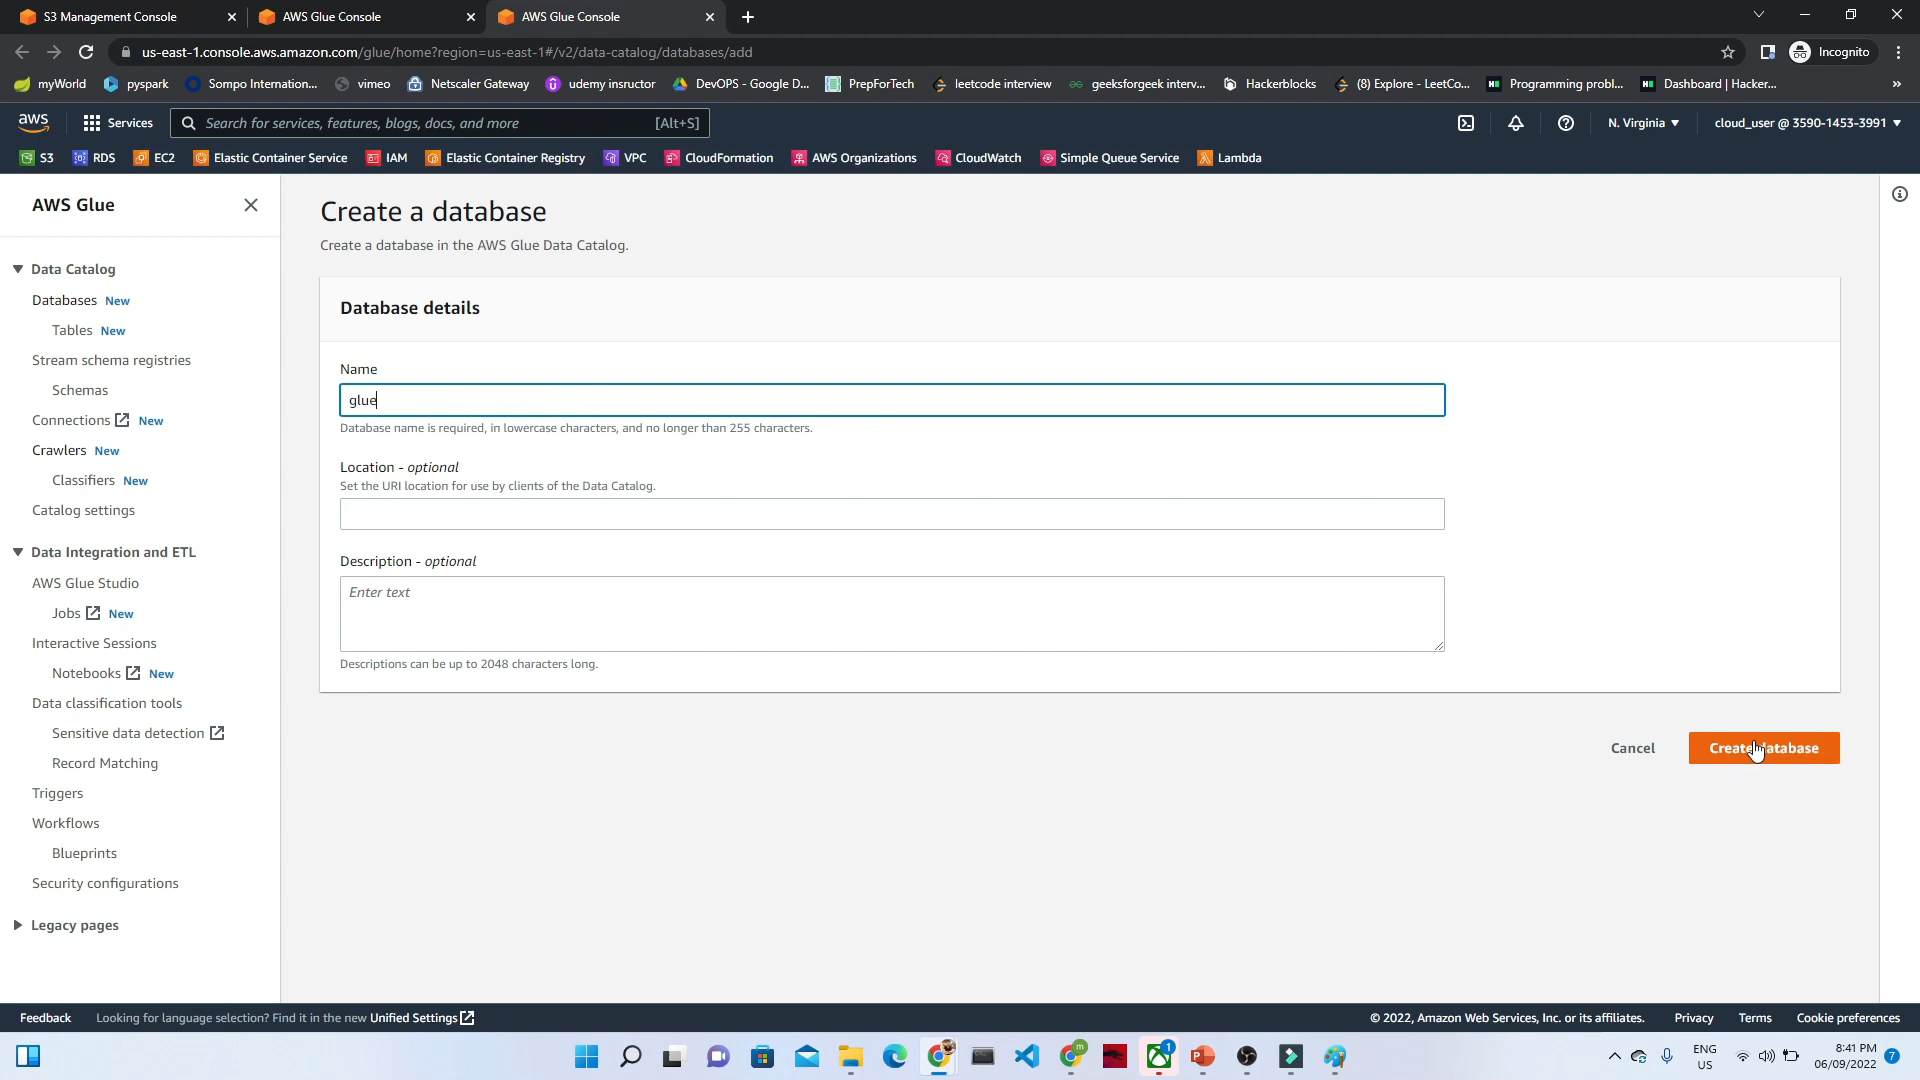 S3 Management Console
AWS Glue Console
AWS Glue Console
us-east-1.console.aws.amazon.com/glue/home?region=us-east-1#/v2/data-catalog/databases/add
Incognito
myWorld pyspark Sompo Internation... vimeo Netscaler Gateway udemy insructor DevOPS - Google D... PrepForTech leetcode interview geeksforgeek interv... Hackerblocks (8) Explore - LeetCo... Programming probl... Dashboard | Hacker... »
aws Services Search for services, features, blogs, docs, and more [Alt+S] N. Virginia cloud_user @ 3590-1453-3991
S3 RDS EC2 Elastic Container Service IAM Elastic Container Registry VPC CloudFormation AWS Organizations CloudWatch Simple Queue Service Lambda
AWS Glue
Data Catalog
Databases New
Tables New
Stream schema registries
Schemas
Connections New
Crawlers New
Classifiers New
Catalog settings
Data Integration and ETL
AWS Glue Studio
Jobs New
Interactive Sessions
Notebooks New
Data classification tools
Sensitive data detection
Record Matching
Triggers
Workflows
Blueprints
Security configurations
Legacy pages
Create a database
Create a database in the AWS Glue Data Catalog.
Database details
Name
glue
Database name is required, in lowercase characters, and no longer than 255 characters.
Location - optional
Set the URI location for use by clients of the Data Catalog.
Description - optional
Enter text
Descriptions can be up to 2048 characters long.
Cancel
Create database
Feedback Looking for language selection? Find it in the new Unified Settings © 2022, Amazon Web Services, Inc. or its affiliates. Privacy Terms Cookie preferences
ENG
US
8:41 PM
06/09/2022
7
1
m